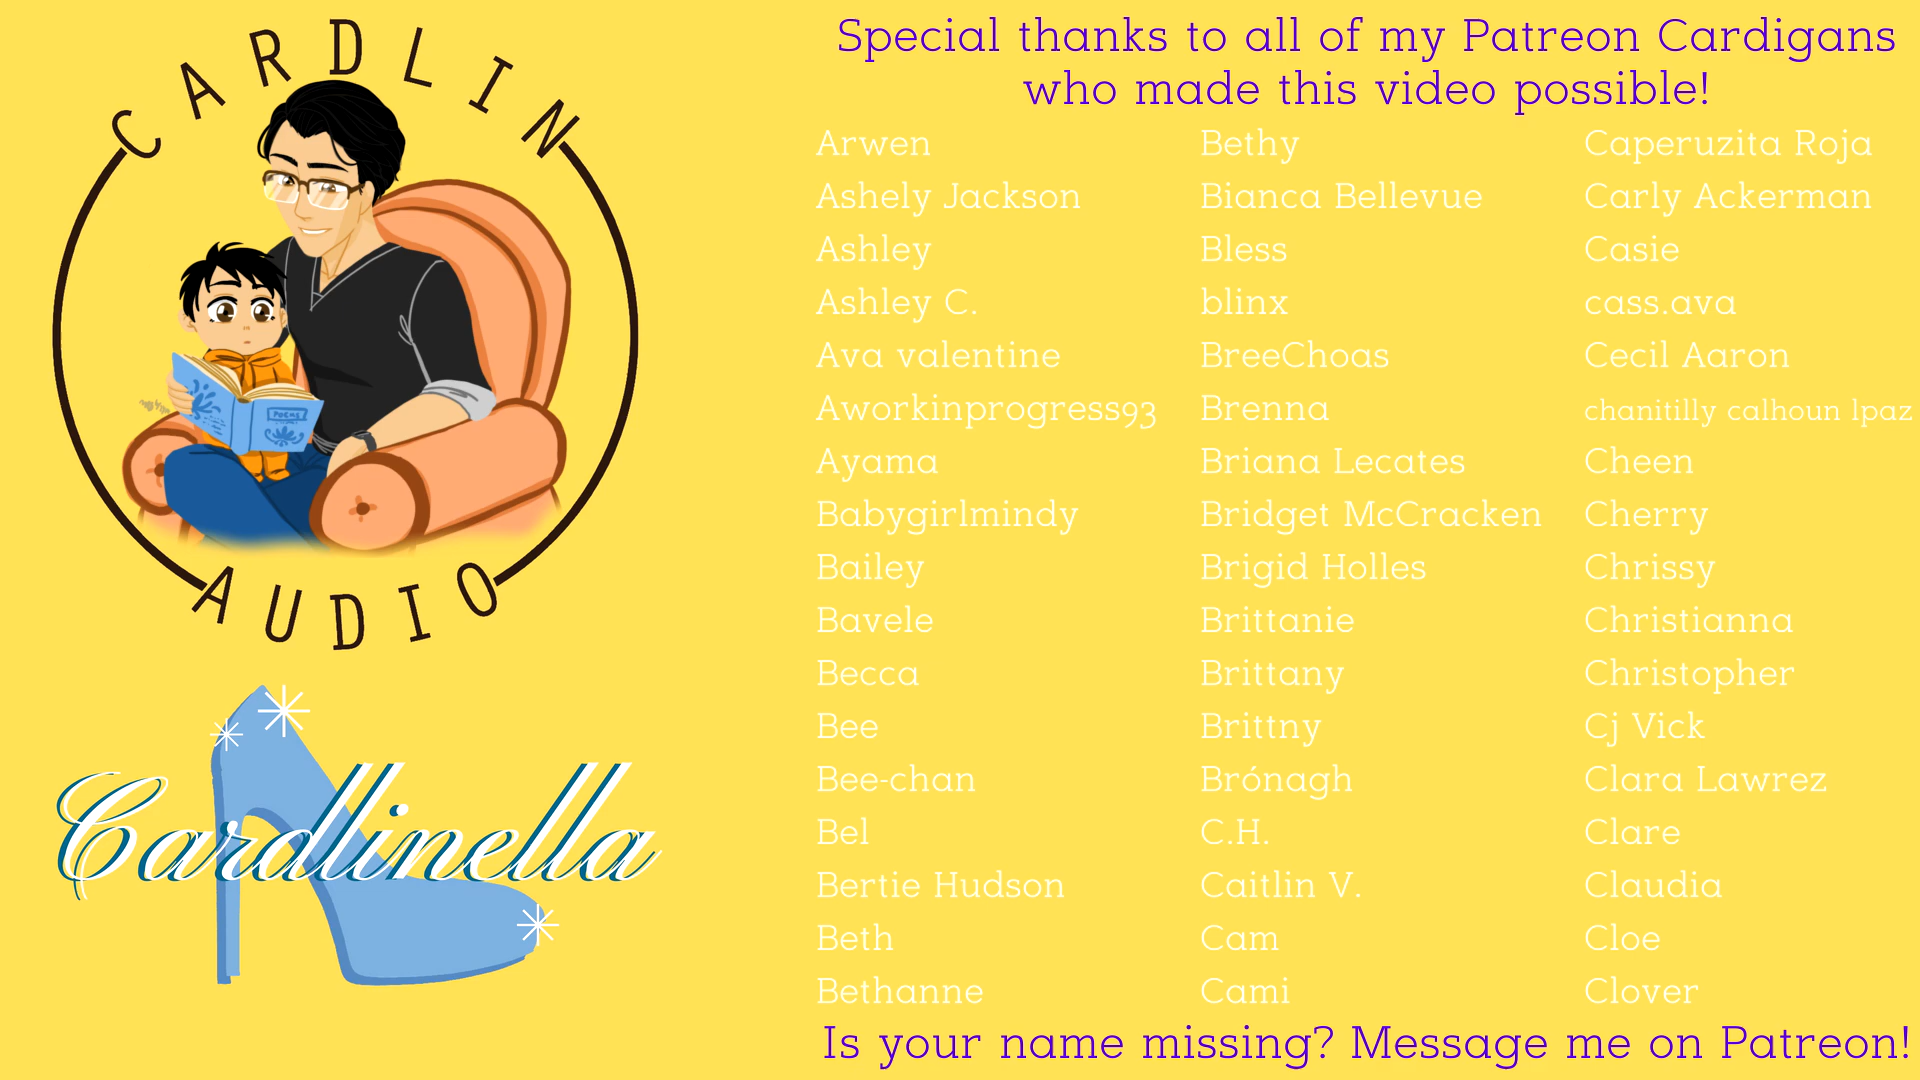 CARDLIN
POEMS
AUDIO
Cardlinella
Special thanks to all of my Patreon Cardigans
who made this video possible!
Arwen
Ashely Jackson
Ashley
Ashley C.
Ava valentine
Aworkinprogress93
Ayama
Babygirlmindy
Bailey
Bavele
Becca
Bee
Bee-chan
Bel
Bertie Hudson
Beth
Bethanne
Bethy
Bianca Bellevue
Bless
blinx
BreeChoas
Brenna
Briana Lecates
Bridget McCracken
Brigid Holles
Brittanie
Brittany
Brittny
Brónagh
C.H.
Caitlin V.
Cam
Cami
Caperuzita Roja
Carly Ackerman
Casie
cass.ava
Cecil Aaron
chanitilly calhoun lpaz
Cheen
Cherry
Chrissy
Christianna
Christopher
Cj Vick
Clara Lawrez
Clare
Claudia
Cloe
Clover
Is your name missing? Message me on Patreon!